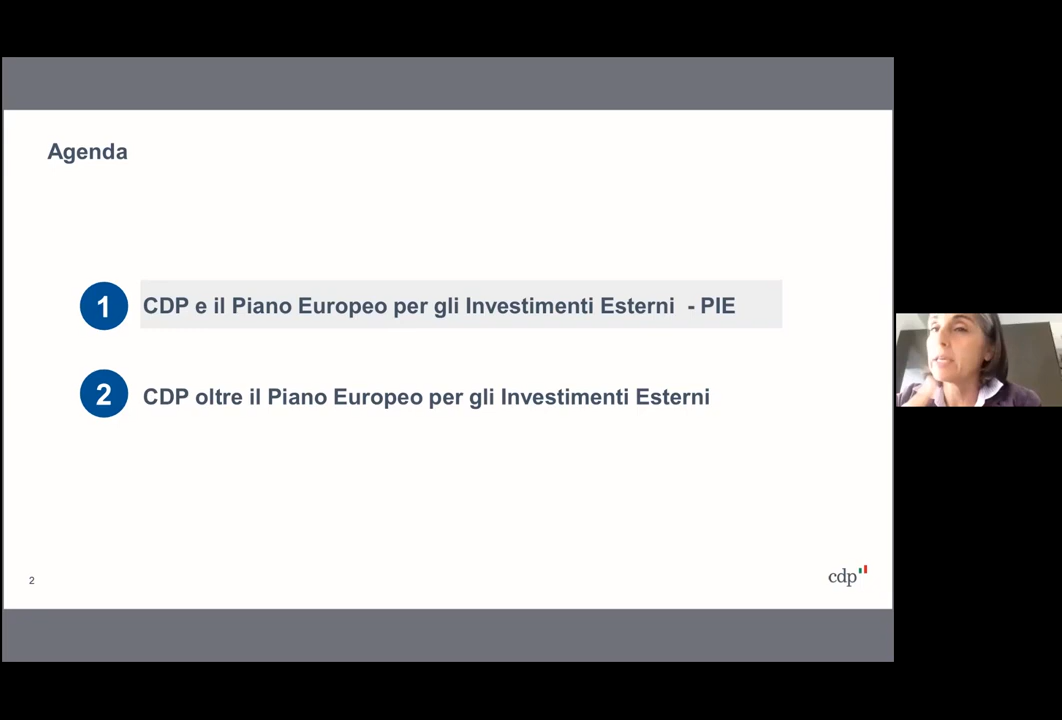 Agenda
1 CDP e il Piano Europeo per gli Investimenti Esterni - PIE
2 CDP oltre il Piano Europeo per gli Investimenti Esterni
2
cdp